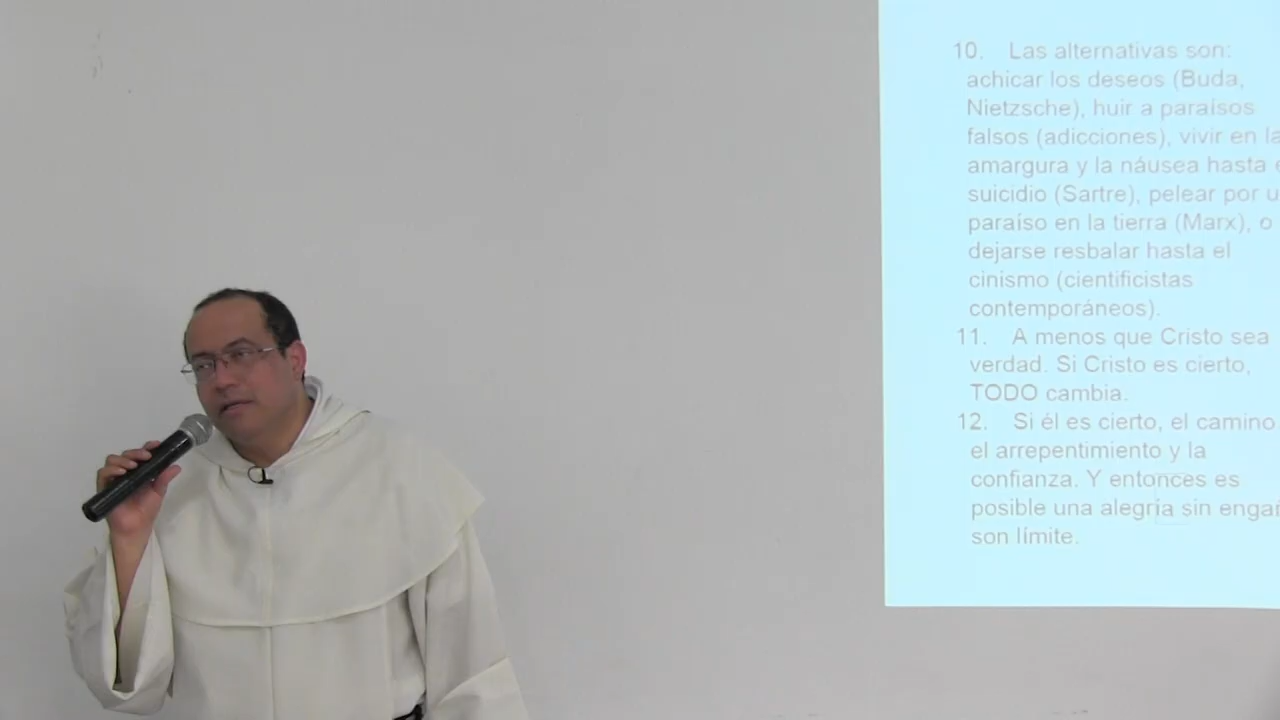 10. Las alternativas son:
achicar los deseos (Buda,
Nietzsche), huir a paraísos
falsos (adicciones), vivir en la
amargura y la náusea hasta e
suicidio (Sartre), pelear por u
paraíso en la tierra (Marx), o
dejarse resbalar hasta el
cinismo (cientificistas
contemporáneos).
11. A menos que Cristo sea
verdad. Si Cristo es cierto,
TODO cambia.
12. Si él es cierto, el camino
el arrepentimiento y la
confianza. Y entonces es
posible una alegría sin engañ
son límite.